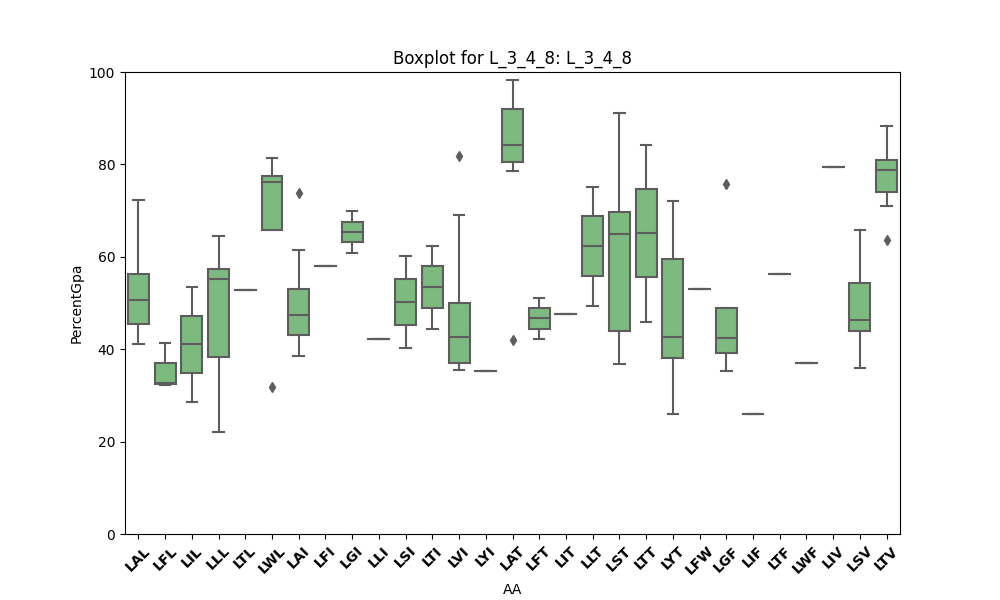 Boxplot for L_3_4_8: L_3_4_8
100
80
60
40
20
0
PercentGpa
LAL LFL LIL LLL LTL LWL LAI LFI LGI LLI LSI LTI LVI LYI LAT LFT LIT LLT LST LTT LYT LFW LGF LIF LTF LWF LIV LSV LTV
AA